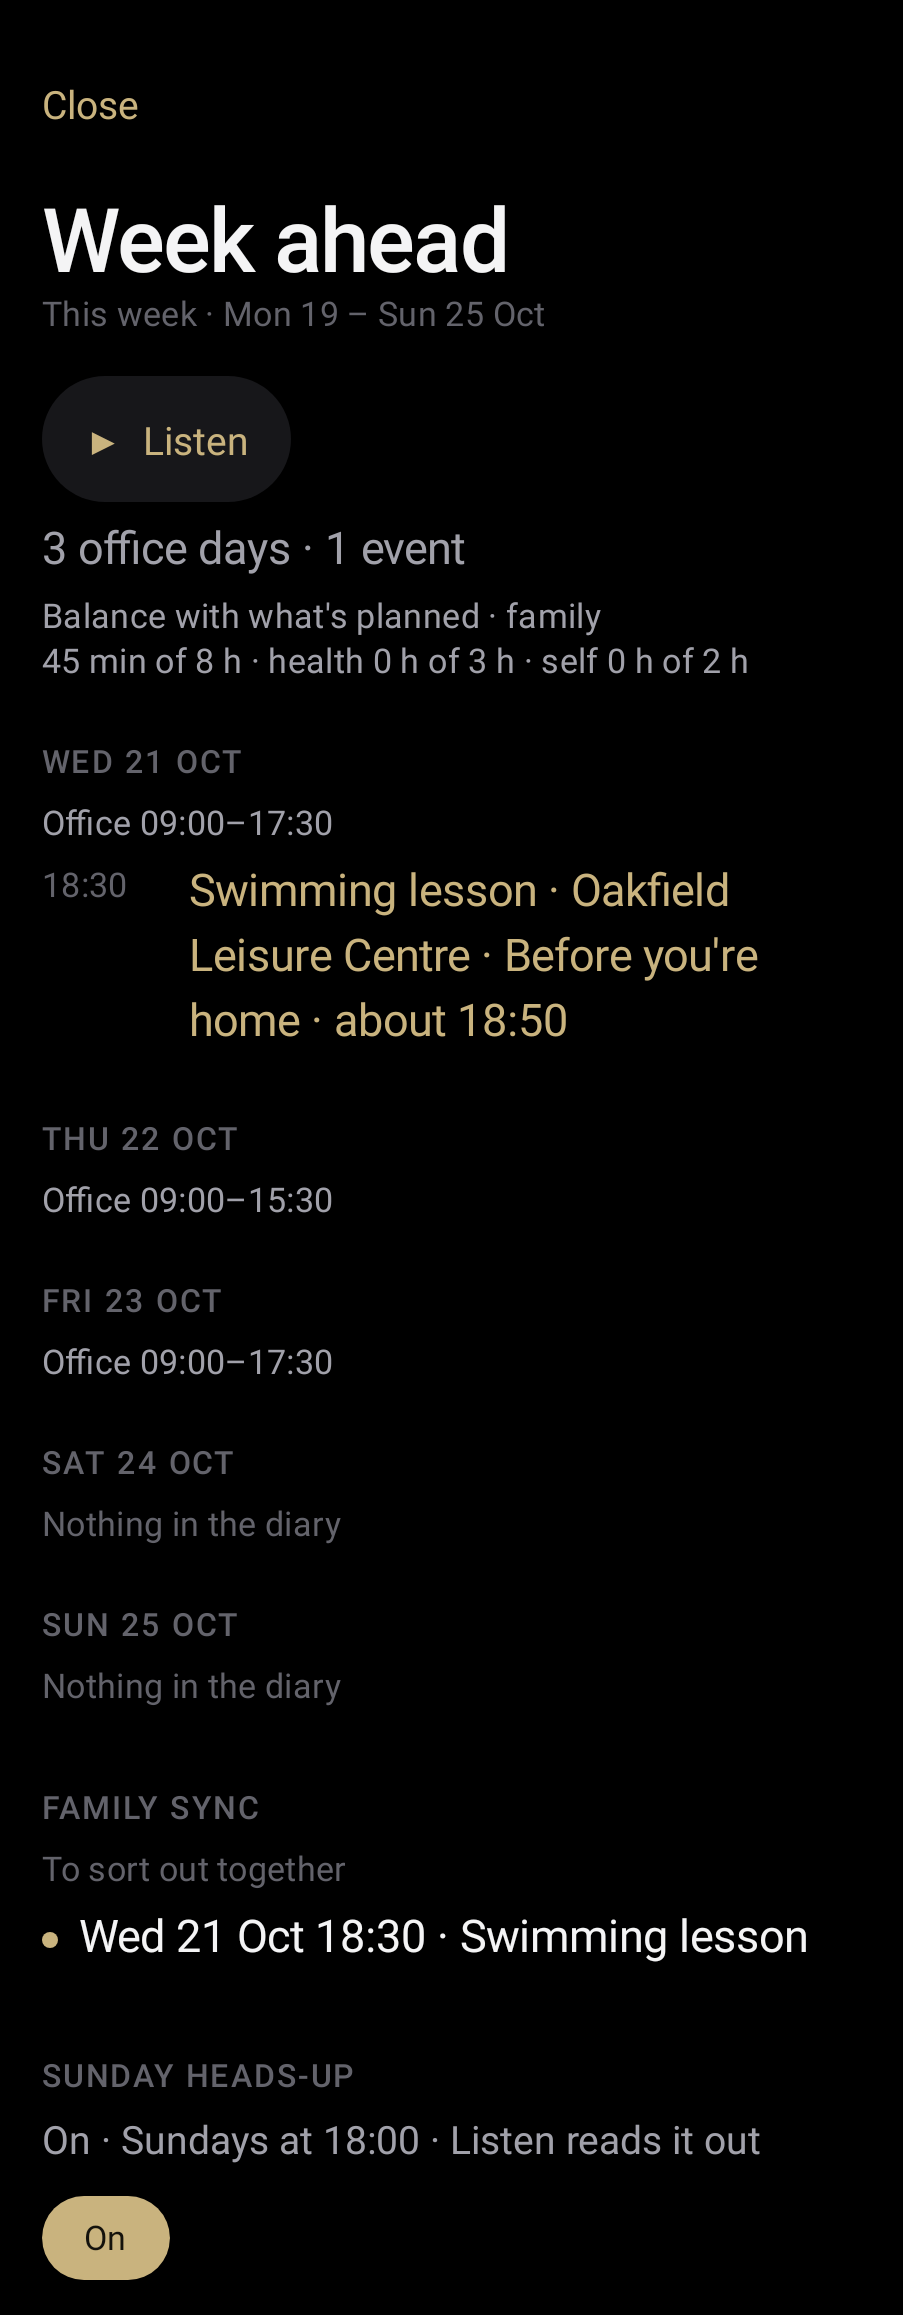 Close
Week ahead
This week · Mon 19 – Sun 25 Oct
► Listen
3 office days · 1 event
Balance with what's planned · family
45 min of 8 h · health 0 h of 3 h · self 0 h of 2 h
WED 21 OCT
Office 09:00–17:30
18:30 Swimming lesson · Oakfield
Leisure Centre · Before you're
home · about 18:50
THU 22 OCT
Office 09:00–15:30
FRI 23 OCT
Office 09:00–17:30
SAT 24 OCT
Nothing in the diary
SUN 25 OCT
Nothing in the diary
FAMILY SYNC
To sort out together
• Wed 21 Oct 18:30 · Swimming lesson
SUNDAY HEADS-UP
On · Sundays at 18:00 · Listen reads it out
On